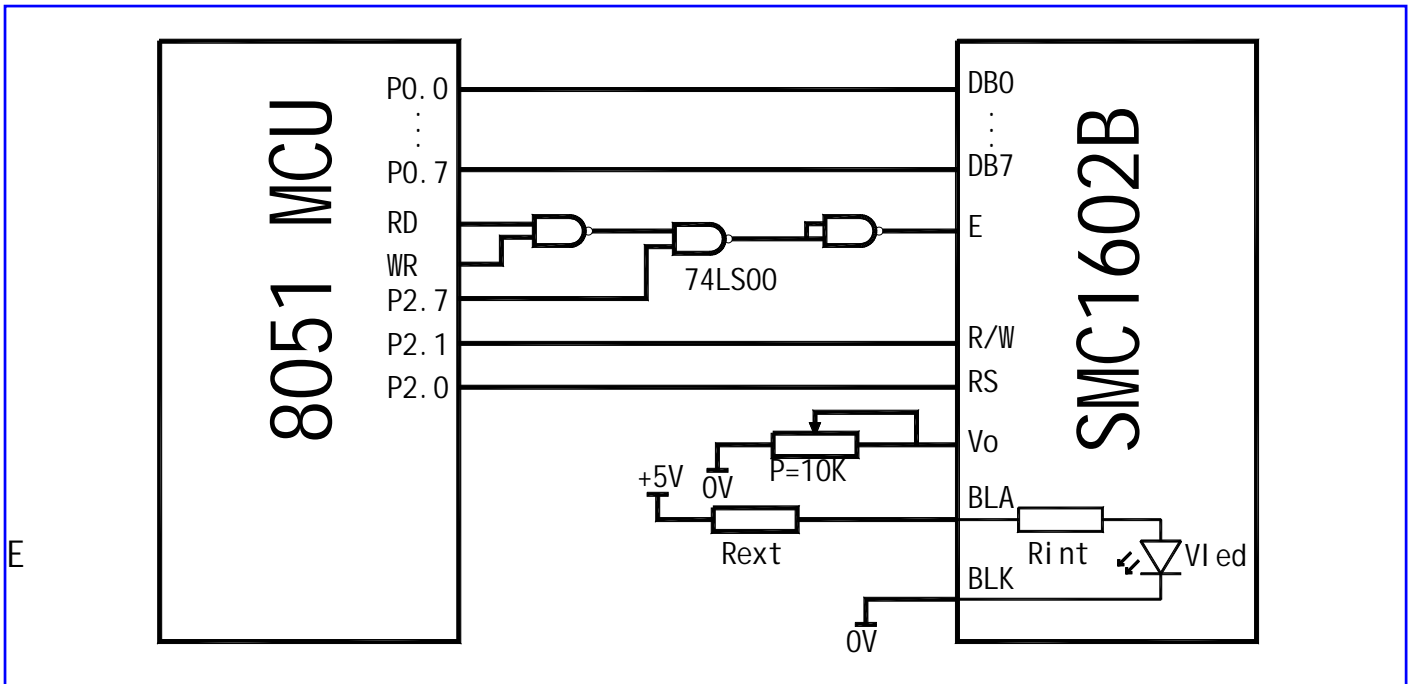 8051 MCU
P0.0
P0.7
RD
WR
P2.7
P2.1
P2.0
74LS00
P=10K
0V
+5V
Rext
SMC1602B
DB0
DB7
E
R/W
RS
Vo
BLA
Rint
Vled
BLK
0V
E